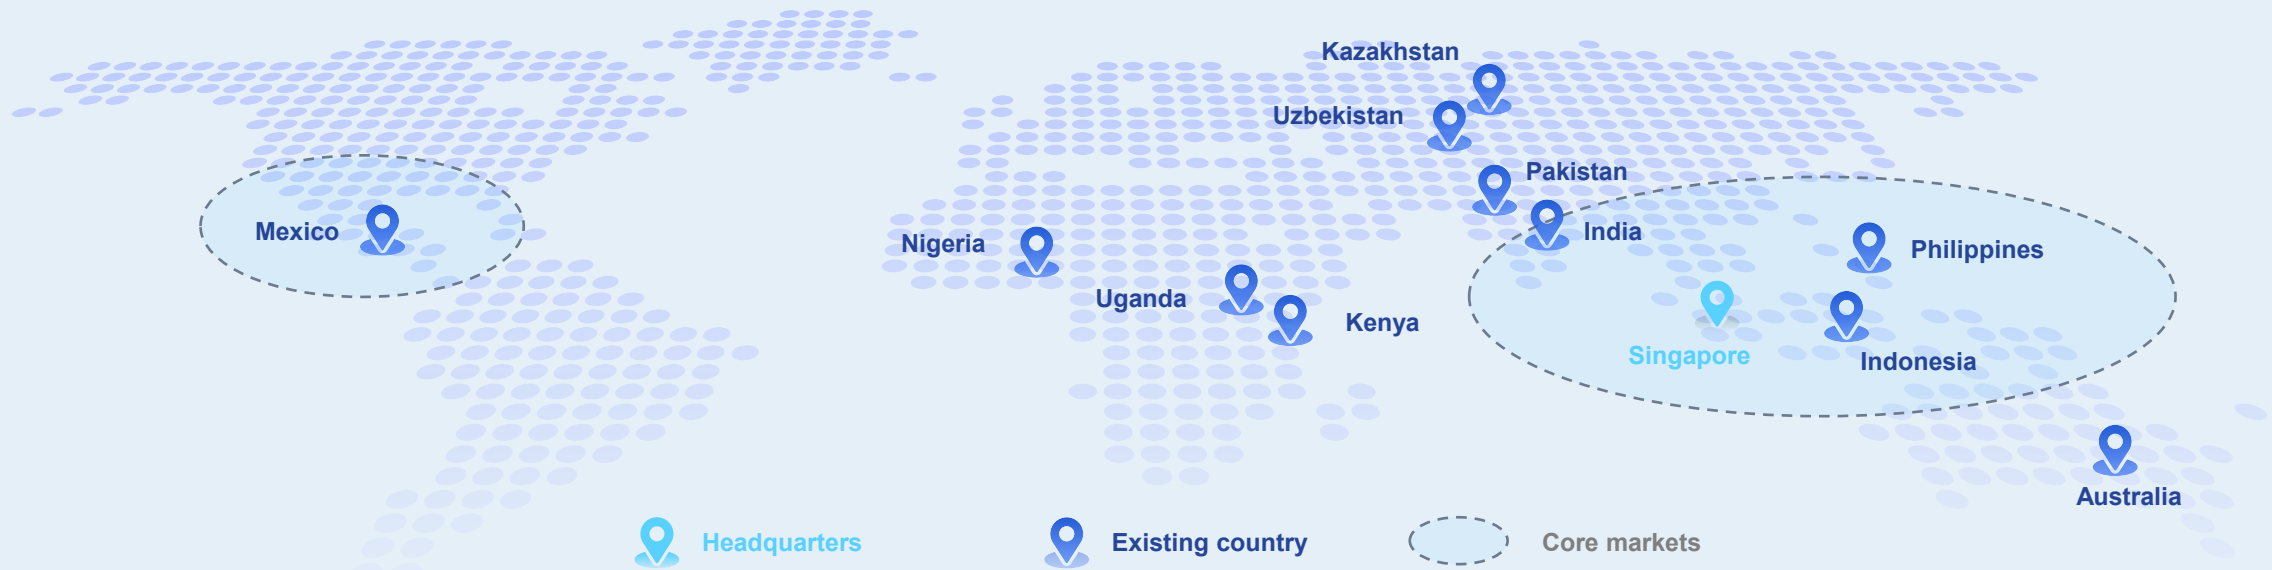 Kazakhstan
Uzbekistan
Pakistan
Mexico
Nigeria
India
Philippines
Uganda
Kenya
Singapore
Indonesia
Australia
Headquarters
Existing country
Core markets